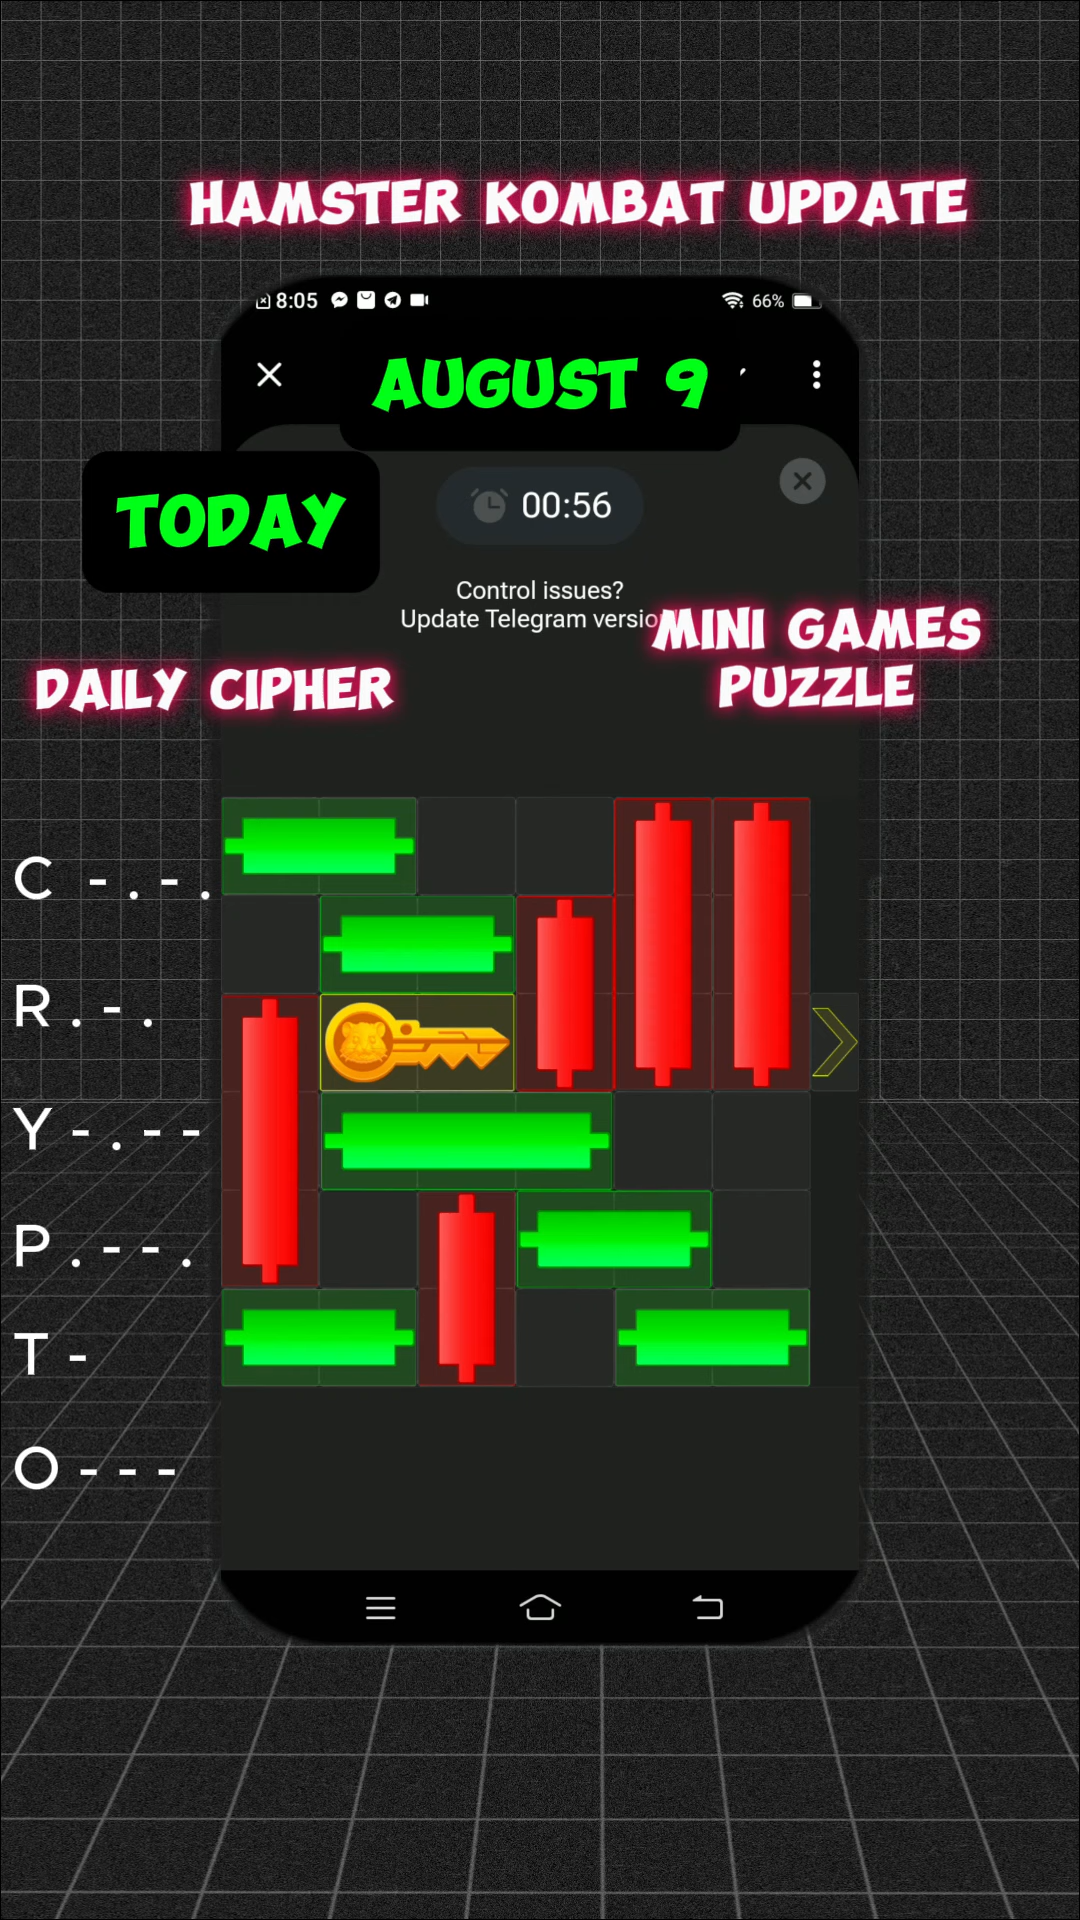 HAMSTER KOMBAT UPDATE
8:05
66%
AUGUST 9
TODAY
00:56
Control issues?
Update Telegram versio
MINI GAMES
PUZZLE
DAILY CIPHER
C - . - .
R . - .
Y - . - -
P . - - .
T -
O - - -